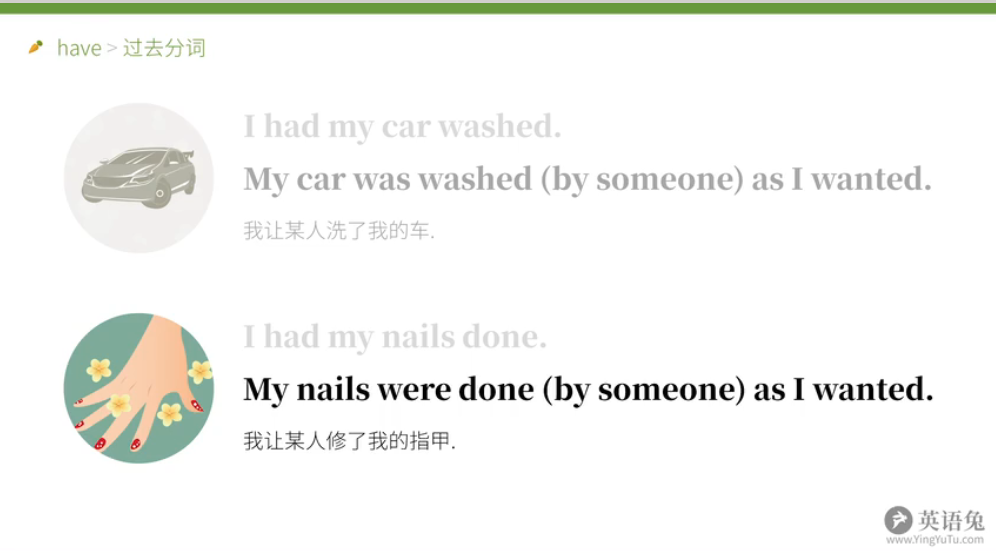 have > 过去分词
I had my car washed.
My car was washed (by someone) as I wanted.
我让某人洗了我的车.
I had my nails done.
My nails were done (by someone) as I wanted.
我让某人修了我的指甲.
英语兔
www.YingYuTu.com